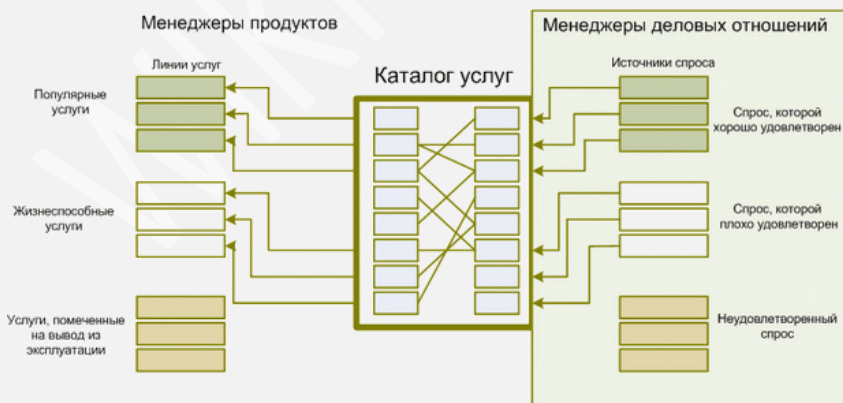 Менеджеры продуктов
Менеджеры деловых отношений
Линии услуг
Каталог услуг
Источники спроса
Популярные
услуги
Спрос, которой
хорошо удовлетворен
Жизнеспособные
услуги
Спрос, которой
плохо удовлетворен
Услуги, помеченные
на вывод из
эксплуатации
Неудовлетворенный
спрос